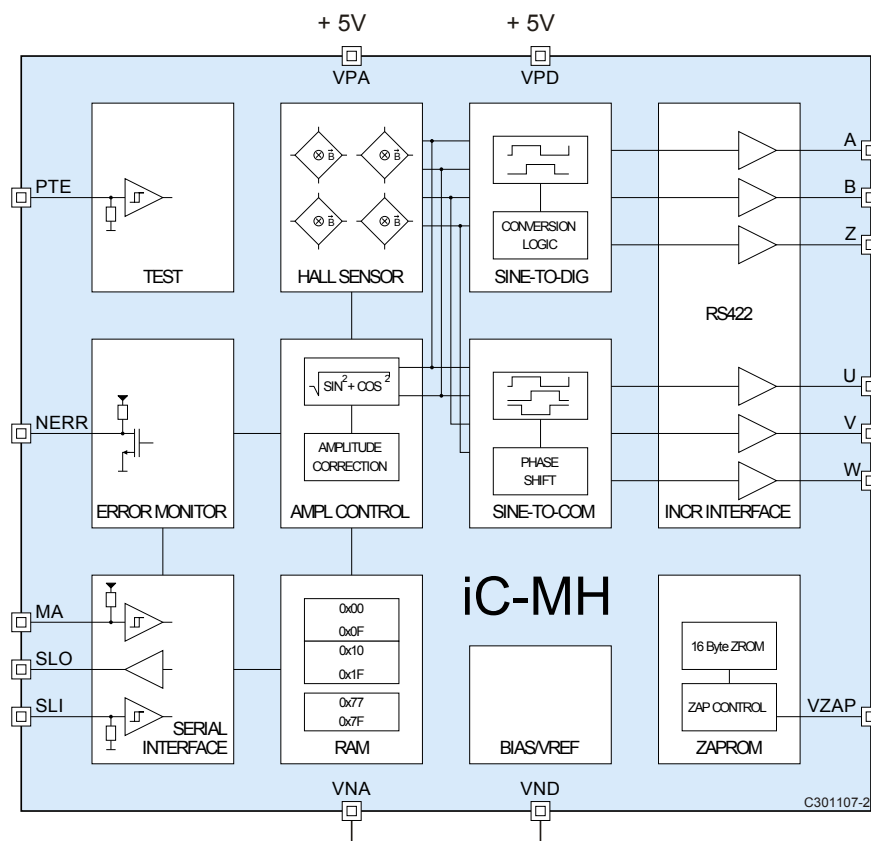 + 5V
+ 5V
VPA
VPD
PTE
TEST
B
B
B
B
HALL SENSOR
CONVERSION
LOGIC
SINE-TO-DIG
A
B
Z
RS422
NERR
ERROR MONITOR
√SIN² + COS²
AMPLITUDE
CORRECTION
AMPL CONTROL
PHASE
SHIFT
SINE-TO-COM
INCR INTERFACE
U
V
W
iC-MH
MA
SLO
SLI
SERIAL
INTERFACE
0x00
0x0F
0x10
0x1F
0x77
0x7F
RAM
BIAS/VREF
16 Byte ZROM
ZAP CONTROL
ZAPROM
VZAP
VNA
VND
C301107-2